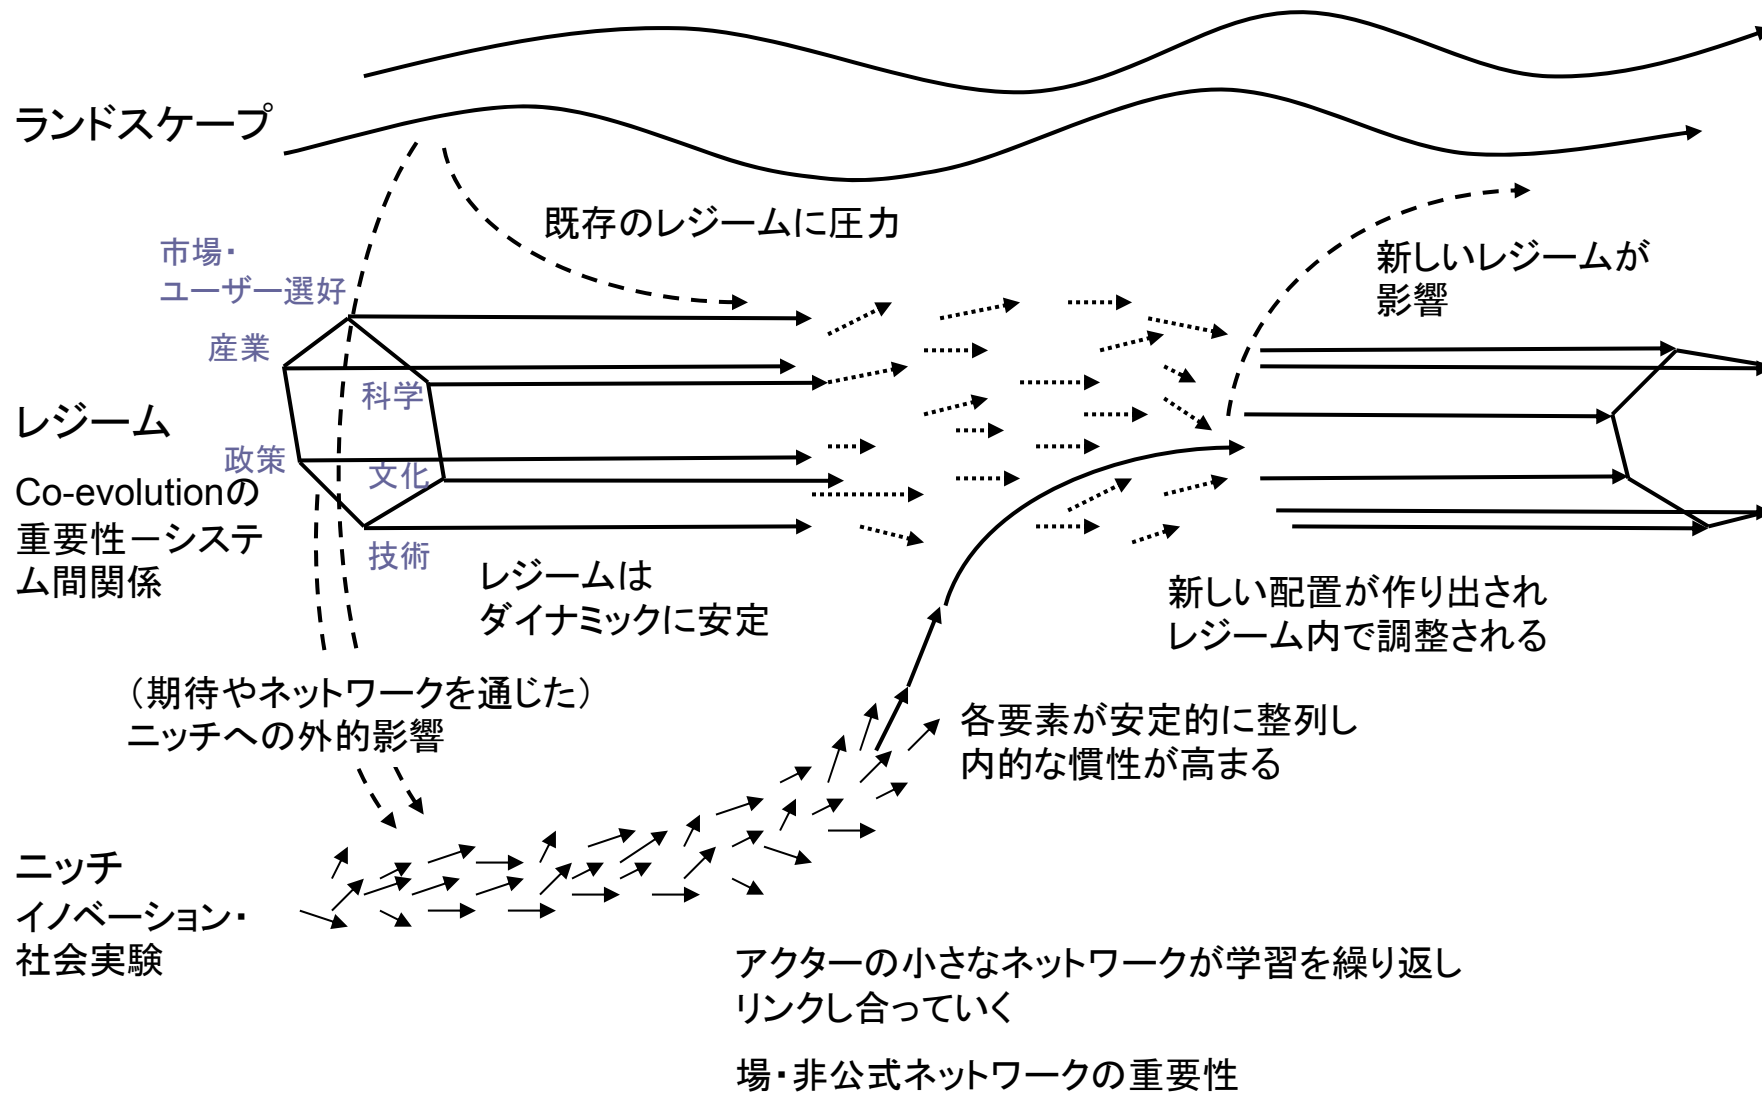 ランドスケープ
既存のレジームに圧力
市場・
ユーザー選好
新しいレジームが
影響
産業
科学
レジーム
政策
文化
Co-evolutionの
重要性－システ
ム間関係
技術
レジームは
ダイナミックに安定
新しい配置が作り出され
レジーム内で調整される
（期待やネットワークを通じた）
ニッチへの外的影響
各要素が安定的に整列し
内的な慣性が高まる
ニッチ
イノベーション・
社会実験
アクターの小さなネットワークが学習を繰り返し
リンクし合っていく
場・非公式ネットワークの重要性